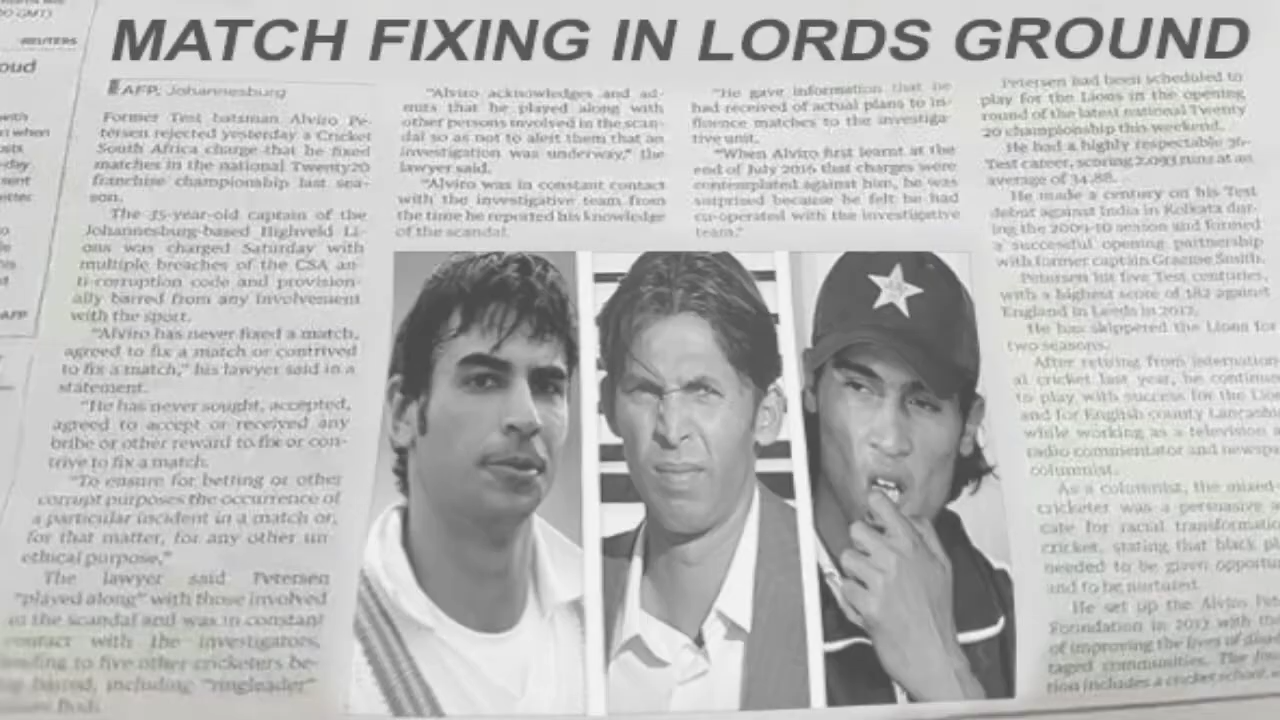 MATCH FIXING IN LORDS GROUND
REUTERS
oud
AFP, Johannesburg
Former Test batsman Alviro Pe-
tersen rejected yesterday a Cricket
South Africa charge that he fixed
matches in the national Twenty20
franchise championship last sea-
son.
The 35-year-old captain of the
Johannesburg-based Highveld Li-
ons was charged Saturday with
multiple breaches of the CSA an-
ti-corruption code and provision-
ally barred from any involvement
with the sport.
"Alviro has never fixed a match,
agreed to fix a match or contrived
to fix a match," his lawyer said in a
statement.
"He has never sought, accepted,
agreed to accept or received any
bribe or other reward to fix or con-
trive to fix a match.
"To ensure for betting or other
corrupt purposes the occurrence of
a particular incident in a match or,
for that matter, for any other un-
ethical purpose,"
The lawyer said Petersen
"played along" with those involved
in the scandal and was in constant
contact with the investigators,
leading to five other cricketers be-
barred, including "ringleader"
"Alviro acknowledges and ad-
mits that he played along with
other persons involved in the scan-
dal so as not to alert them that an
investigation was underway," the
lawyer said.
"Alviro was in constant contact
with the investigative team from
the time he reported his knowledge
of the scandal.
"He gave information that he
had received of actual plans to in-
fluence matches to the investiga-
tive unit.
"When Alviro first learnt at the
end of July 2016 that charges were
contemplated against him, he was
surprised because he felt he had
co-operated with the investigative
team."
Petersen had been scheduled to
play for the Lions in the opening
round of the latest national Twenty
20 championship this weekend.
He had a highly respectable 36-
Test career, scoring 2,093 runs at an
average of 34.88.
He made a century on his Test
debut against India in Kolkata dur-
ing the 2009-10 season and formed
a successful opening partnership
with former captain Graeme Smith.
Petersen hit five Test centuries,
with a highest score of 182 against
England in Leeds in 2012.
He has skippered the Lions for
two seasons.
After retiring from internation-
al cricket last year, he continue
to play with success for the Lion
and for English county Lancashi
while working as a television a
radio commentator and newspa
columnist.
As a columnist, the mixed-
cricketer was a persuasive a
cate for racial transformatio
cricket, stating that black pl
needed to be given opportu
and to be nurtured.
He set up the Alviro Pet
Foundation in 2013 with the
of improving the lives of disad
taged communities. The foun
tion includes a cricket school,